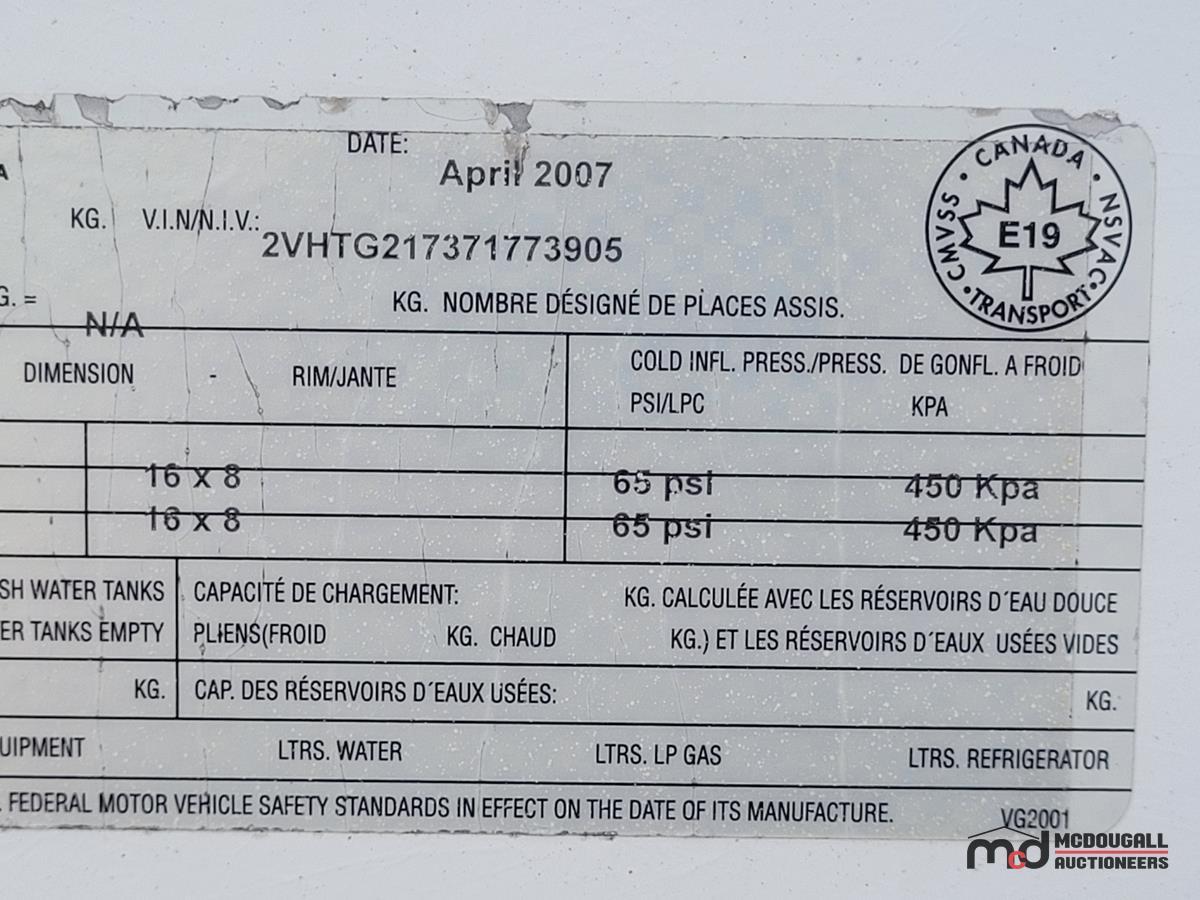 DATE:
April 2007
A
KG. V.I.N/N.I.V.:
2VHTG217371773905
G. =
N/A
KG. NOMBRE DÉSIGNÉ DE PLACES ASSIS.
CANADA
CMVSS
NSVAC
E19
TRANSPORT
DIMENSION - RIM/JANTE
COLD INFL. PRESS./PRESS. DE GONFL. A FROID
PSI/LPC KPA
16 x 8 65 psi 450 Kpa
16 x 8 65 psi 450 Kpa
SH WATER TANKS
ER TANKS EMPTY
CAPACITÉ DE CHARGEMENT: KG. CALCULÉE AVEC LES RÉSERVOIRS D´EAU DOUCE
PLIENS(FROID KG. CHAUD KG.) ET LES RÉSERVOIRS D´EAUX USÉES VIDES
KG. CAP. DES RÉSERVOIRS D´EAUX USÉES: KG.
UIPMENT LTRS. WATER LTRS. LP GAS LTRS. REFRIGERATOR
. FEDERAL MOTOR VEHICLE SAFETY STANDARDS IN EFFECT ON THE DATE OF ITS MANUFACTURE.
VG2001
mcd MCDOUGALL
AUCTIONEERS